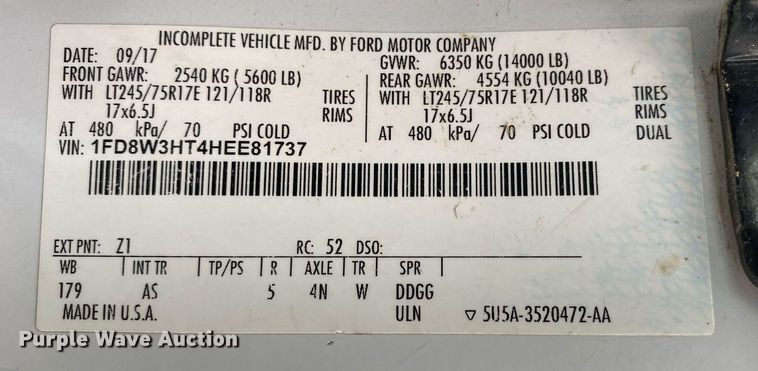 INCOMPLETE VEHICLE MFD. BY FORD MOTOR COMPANY
DATE: 09/17 GVWR: 6350 KG (14000 LB)
FRONT GAWR: 2540 KG ( 5600 LB) REAR GAWR: 4554 KG (10040 LB)
WITH LT245/75R17E 121/118R TIRES WITH LT245/75R17E 121/118R TIRES
17x6.5J RIMS 17x6.5J RIMS
AT 480 kPa/ 70 PSI COLD AT 480 kPa/ 70 PSI COLD DUAL
VIN: 1FD8W3HT4HEE81737
EXT PNT: Z1 RC: 52 DSO:
WB INT TR TP/PS R AXLE TR SPR
179 AS 5 4N W DDGG
MADE IN U.S.A. ULN ▽ 5U5A-3520472-AA
Purple Wave Auction